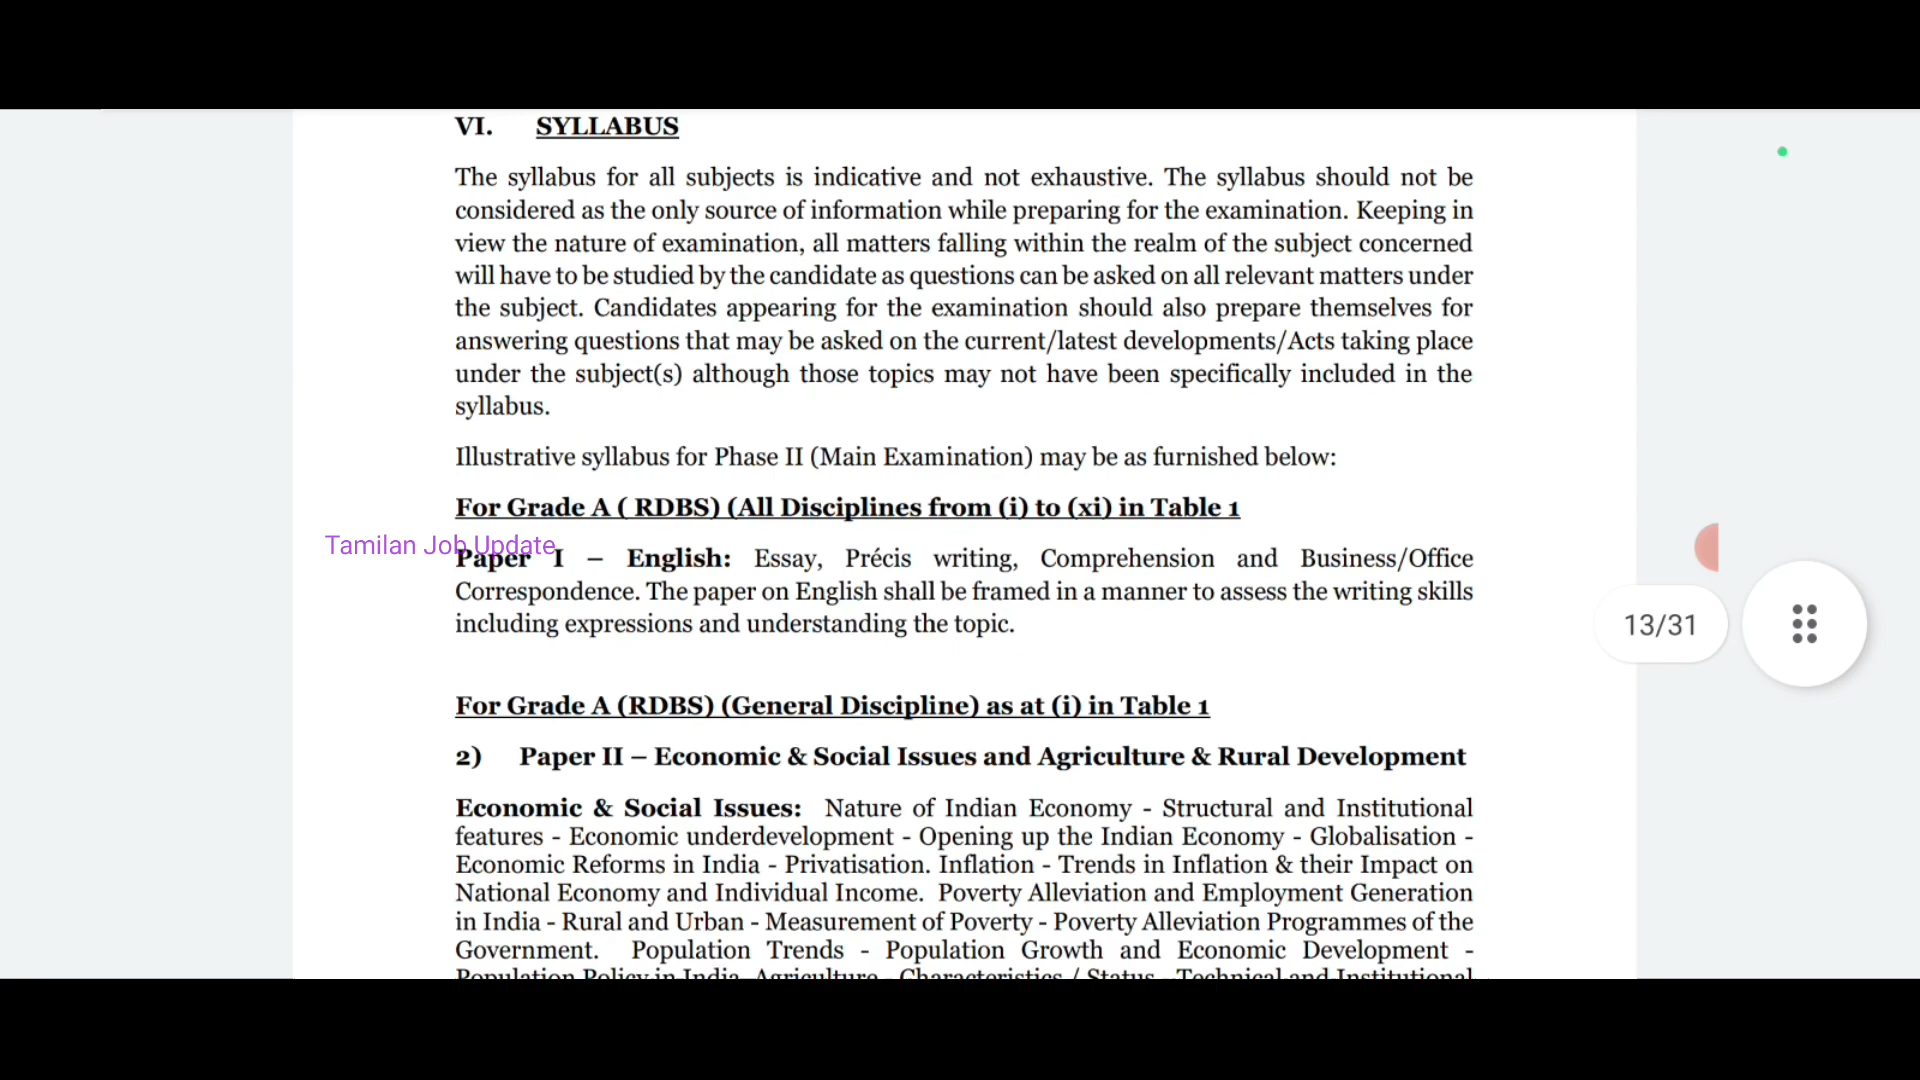 VI. SYLLABUS
The syllabus for all subjects is indicative and not exhaustive. The syllabus should not be
considered as the only source of information while preparing for the examination. Keeping in
view the nature of examination, all matters falling within the realm of the subject concerned
will have to be studied by the candidate as questions can be asked on all relevant matters under
the subject. Candidates appearing for the examination should also prepare themselves for
answering questions that may be asked on the current/latest developments/Acts taking place
under the subject(s) although those topics may not have been specifically included in the
syllabus.
Illustrative syllabus for Phase II (Main Examination) may be as furnished below:
For Grade A ( RDBS) (All Disciplines from (i) to (xi) in Table 1
Tamilan Job Update
Paper I – English: Essay, Précis writing, Comprehension and Business/Office
Correspondence. The paper on English shall be framed in a manner to assess the writing skills
including expressions and understanding the topic.
13/31
For Grade A (RDBS) (General Discipline) as at (i) in Table 1
2) Paper II – Economic & Social Issues and Agriculture & Rural Development
Economic & Social Issues: Nature of Indian Economy - Structural and Institutional
features - Economic underdevelopment - Opening up the Indian Economy - Globalisation -
Economic Reforms in India - Privatisation. Inflation - Trends in Inflation & their Impact on
National Economy and Individual Income. Poverty Alleviation and Employment Generation
in India - Rural and Urban - Measurement of Poverty - Poverty Alleviation Programmes of the
Government. Population Trends - Population Growth and Economic Development -
Population Policy in India. Agriculture - Characteristics / Status - Technical and Institutional